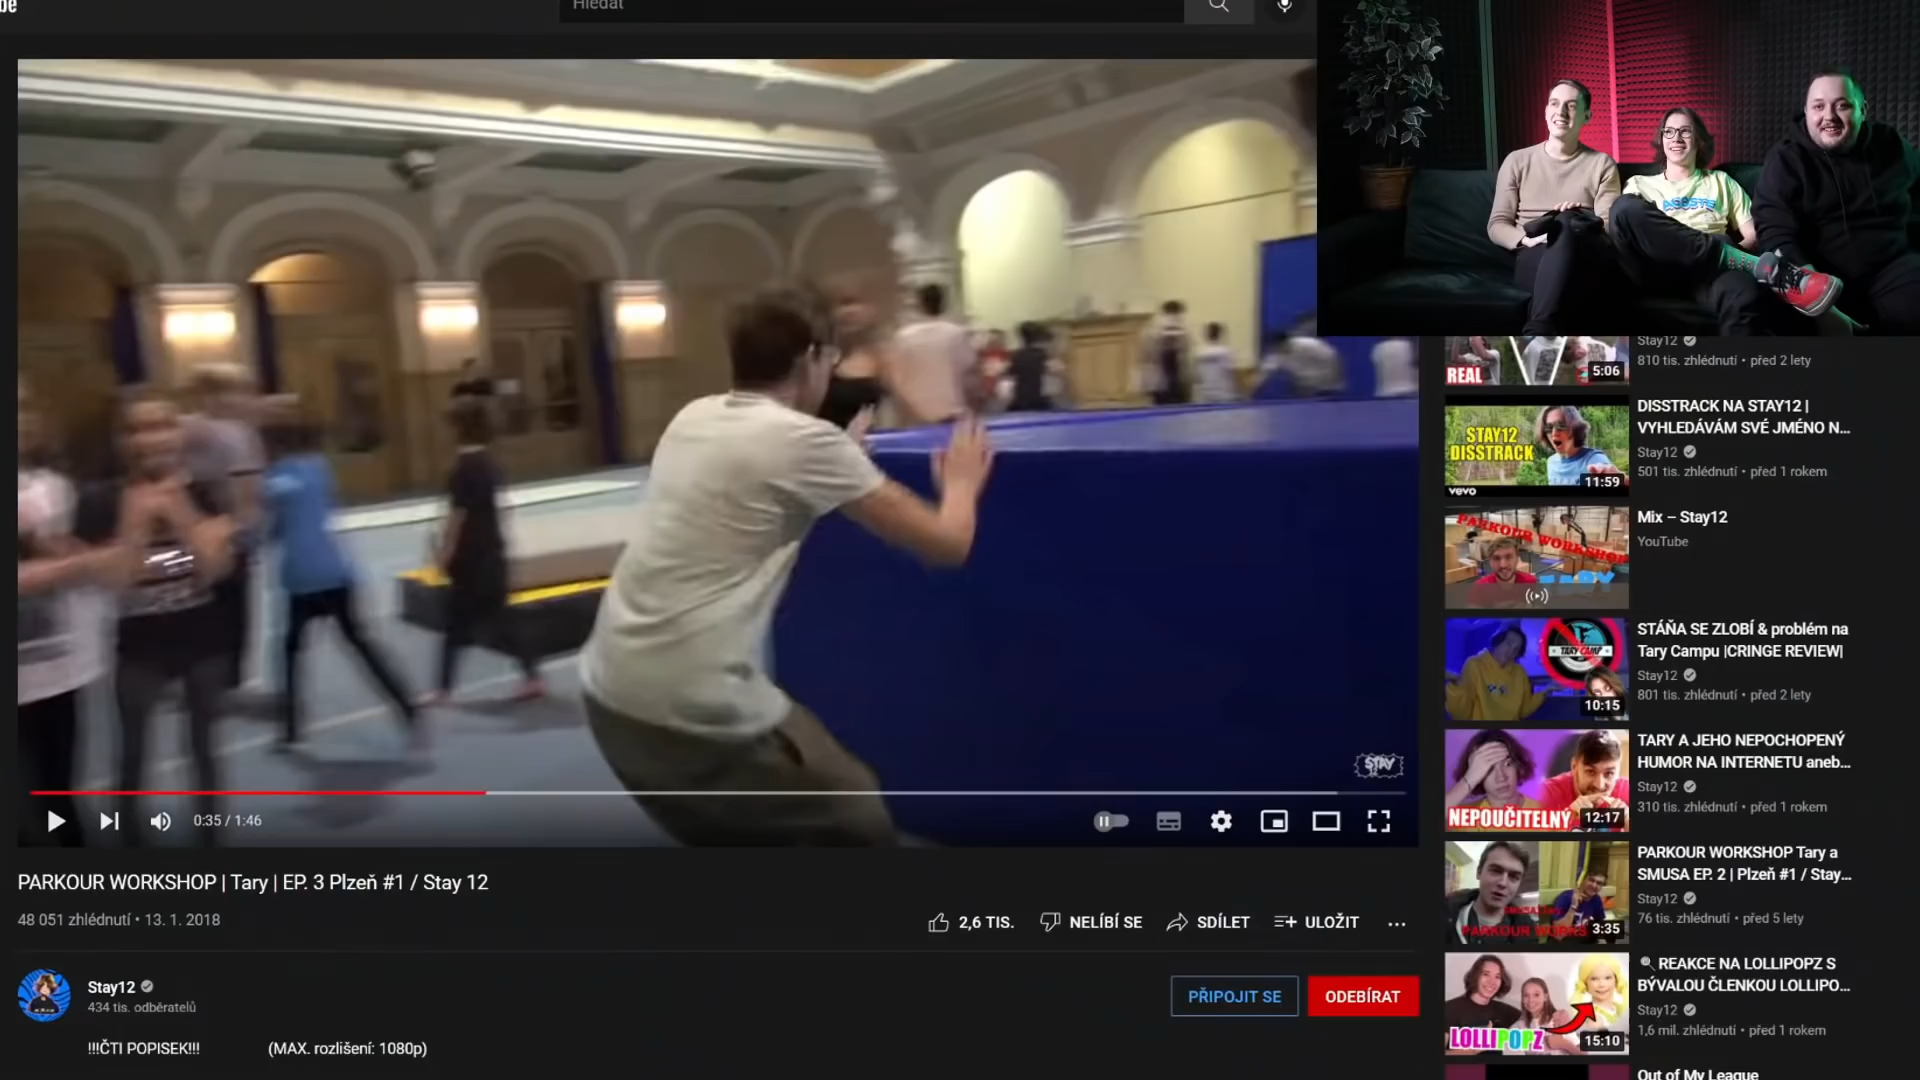 be
Hledat
ACOSTE
STAY
0:35 / 1:46
PARKOUR WORKSHOP | Tary | EP. 3 Plzeň #1 / Stay 12
48 051 zhlédnutí • 13. 1. 2018
2,6 TIS.
NELÍBÍ SE
SDÍLET
ULOŽIT
Stay12
434 tis. odběratelů
PŘIPOJIT SE
ODEBÍRAT
!!!ČTI POPISEK!!! (MAX. rozlišení: 1080p)
REAL
5:06
Stay12
810 tis. zhlédnutí • před 2 lety
STAY12
DISSTRACK
vevo
11:59
DISSTRACK NA STAY12 |
VYHLEDÁVÁM SVÉ JMÉNO N...
Stay12
501 tis. zhlédnutí • před 1 rokem
PARKOUR WORKSHOP
TARY
Mix – Stay12
YouTube
TARY CAMP
10:15
STÁŇA SE ZLOBÍ & problém na
Tary Campu |CRINGE REVIEW|
Stay12
801 tis. zhlédnutí • před 2 lety
NEPOUČITELNÝ
12:17
TARY A JEHO NEPOCHOPENÝ
HUMOR NA INTERNETU aneb...
Stay12
310 tis. zhlédnutí • před 1 rokem
PARKOUR WORKS
3:35
PARKOUR WORKSHOP Tary a
SMUSA EP. 2 | Plzeň #1 / Stay...
Stay12
76 tis. zhlédnutí • před 5 lety
LOLLIPOPZ
15:10
REAKCE NA LOLLIPOPZ S
BÝVALOU ČLENKOU LOLLIPO...
Stay12
1,6 mil. zhlédnutí • před 1 rokem
Out of My League